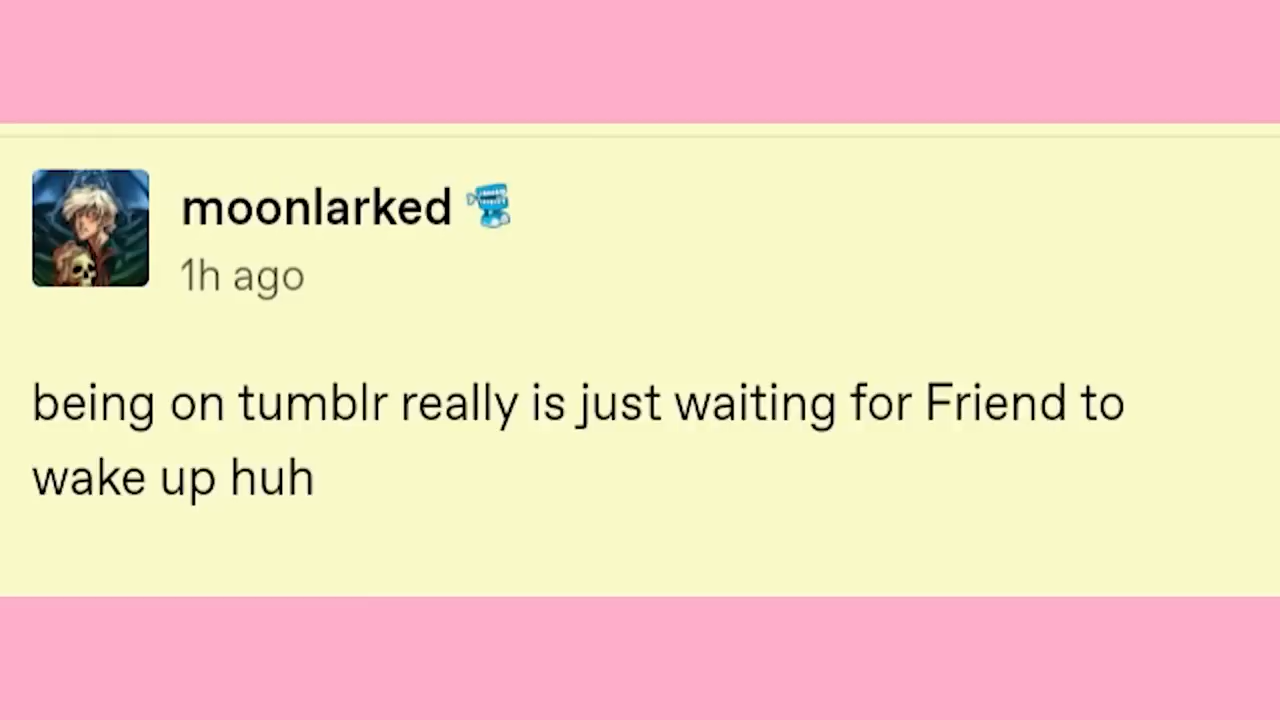 moonlarked
1h ago
being on tumblr really is just waiting for Friend to
wake up huh